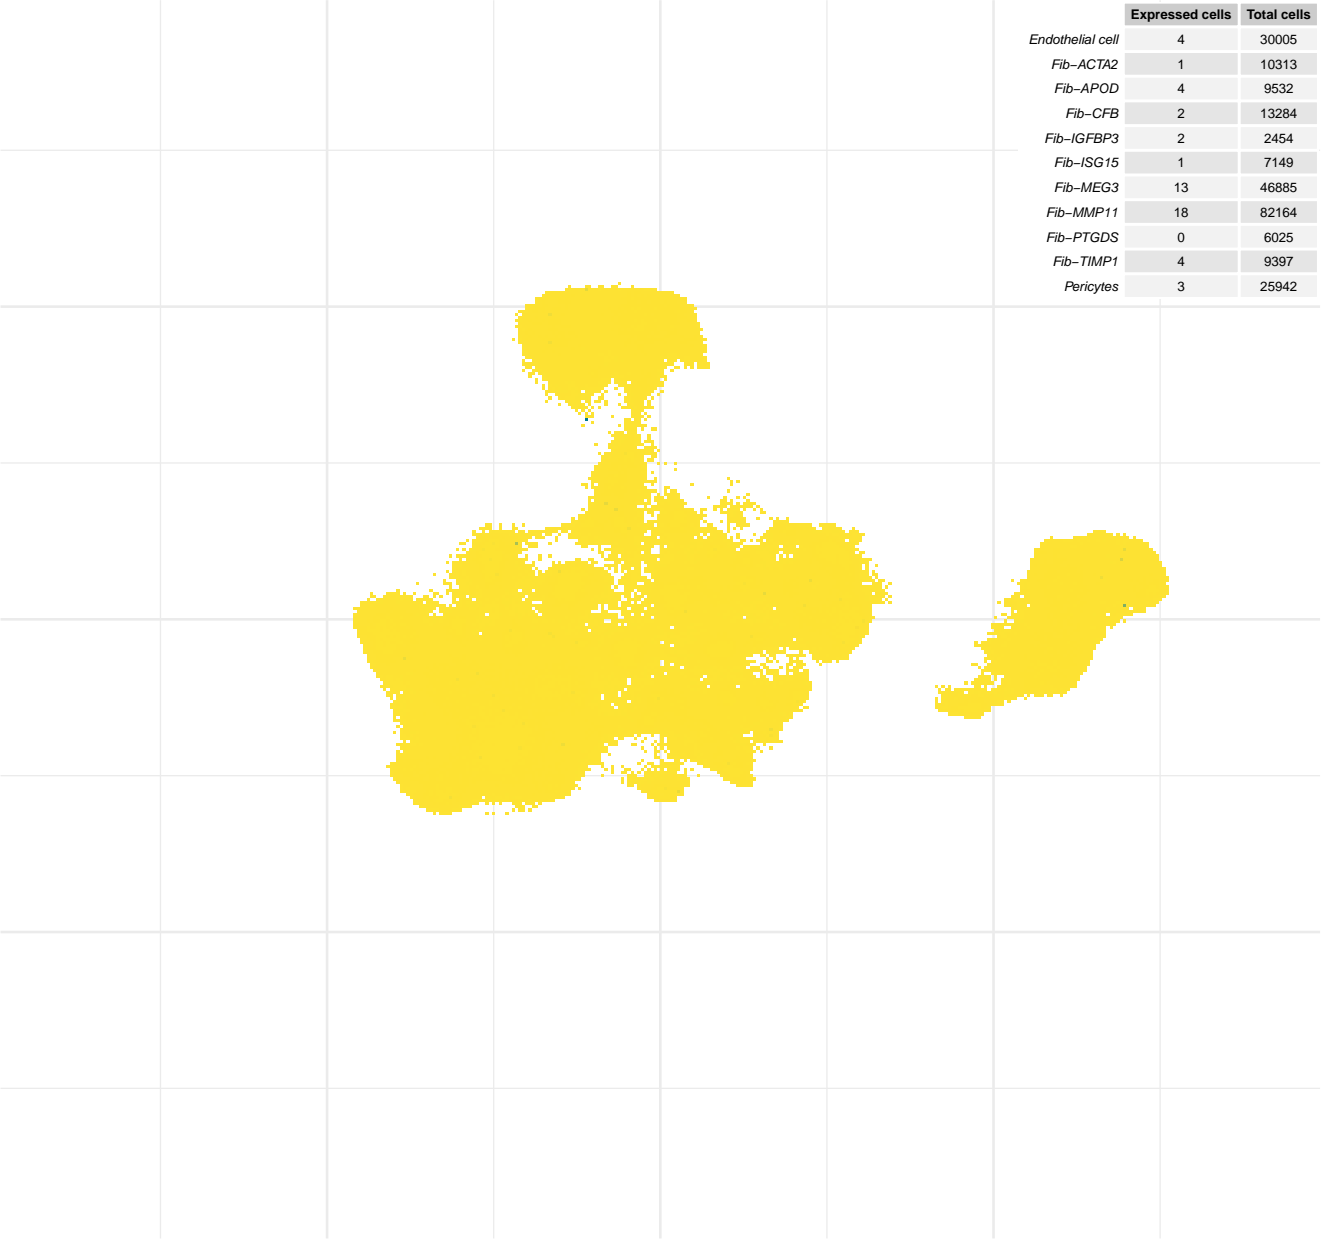 Expressed cells Total cells
Endothelial cell 4 30005
Fib−ACTA2 1 10313
Fib−APOD 4 9532
Fib−CFB 2 13284
Fib−IGFBP3 2 2454
Fib−ISG15 1 7149
Fib−MEG3 13 46885
Fib−MMP11 18 82164
Fib−PTGDS 0 6025
Fib−TIMP1 4 9397
Pericytes 3 25942